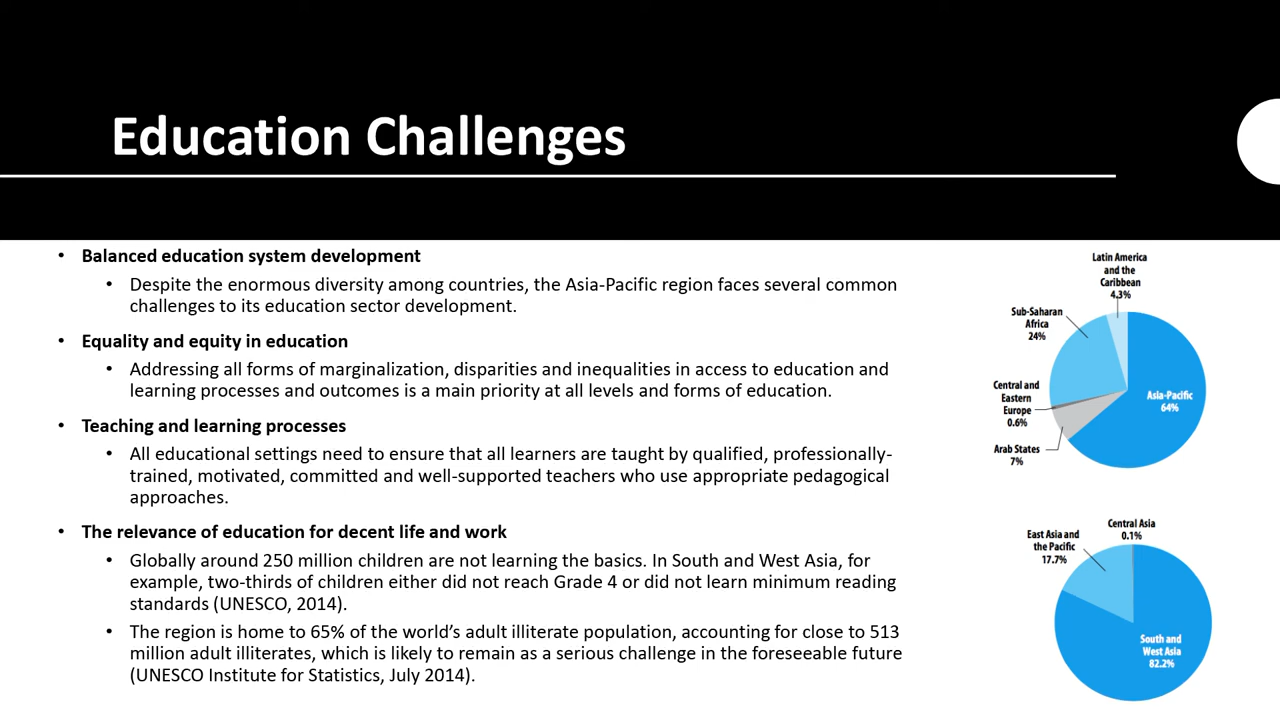 Education Challenges
• Balanced education system development
• Despite the enormous diversity among countries, the Asia-Pacific region faces several common
challenges to its education sector development.
• Equality and equity in education
• Addressing all forms of marginalization, disparities and inequalities in access to education and
learning processes and outcomes is a main priority at all levels and forms of education.
• Teaching and learning processes
• All educational settings need to ensure that all learners are taught by qualified, professionally-
trained, motivated, committed and well-supported teachers who use appropriate pedagogical
approaches.
• The relevance of education for decent life and work
• Globally around 250 million children are not learning the basics. In South and West Asia, for
example, two-thirds of children either did not reach Grade 4 or did not learn minimum reading
standards (UNESCO, 2014).
• The region is home to 65% of the world’s adult illiterate population, accounting for close to 513
million adult illiterates, which is likely to remain as a serious challenge in the foreseeable future
(UNESCO Institute for Statistics, July 2014).
Latin America
and the
Caribbean
4.3%
Sub-Saharan
Africa
24%
Central and
Eastern
Europe
0.6%
Arab States
7%
Asia-Pacific
64%
Central Asia
0.1%
East Asia and
the Pacific
17.7%
South and
West Asia
82.2%